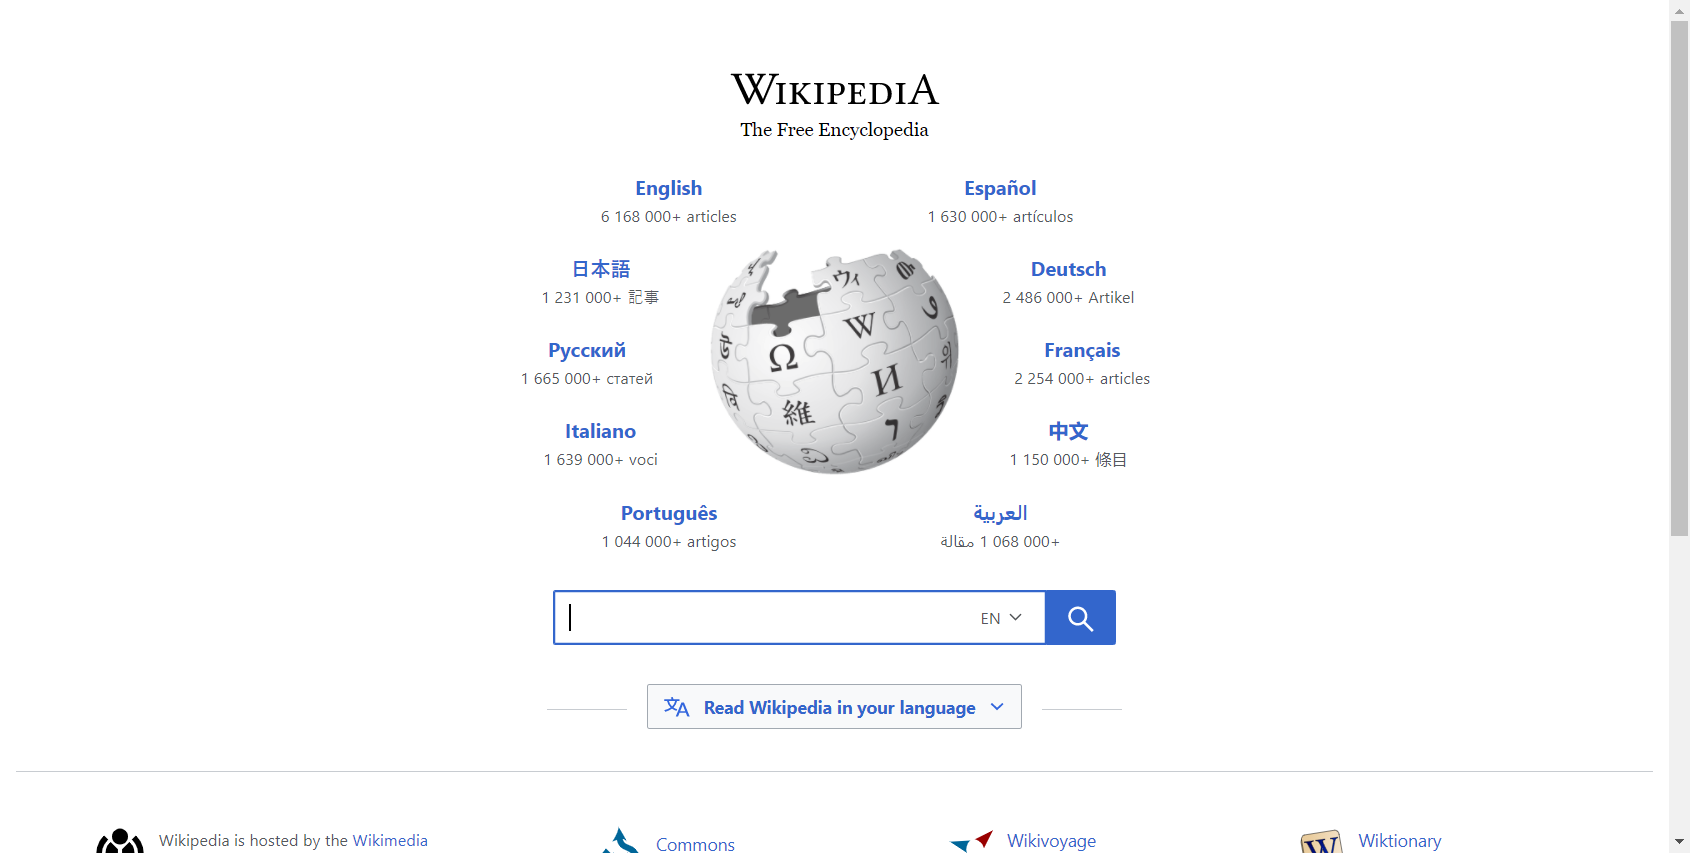 WIKIPEDIA
The Free Encyclopedia
English
6 168 000+ articles
Español
1 630 000+ artículos
日本語
1 231 000+ 記事
Deutsch
2 486 000+ Artikel
Русский
1 665 000+ статей
Français
2 254 000+ articles
Italiano
1 639 000+ voci
中文
1 150 000+ 條目
Português
1 044 000+ artigos
العربية
1 068 000+ مقالة
Ω
W
И
維
ウィ
EN
Read Wikipedia in your language
Wikipedia is hosted by the Wikimedia
Commons
Wikivoyage
Wiktionary